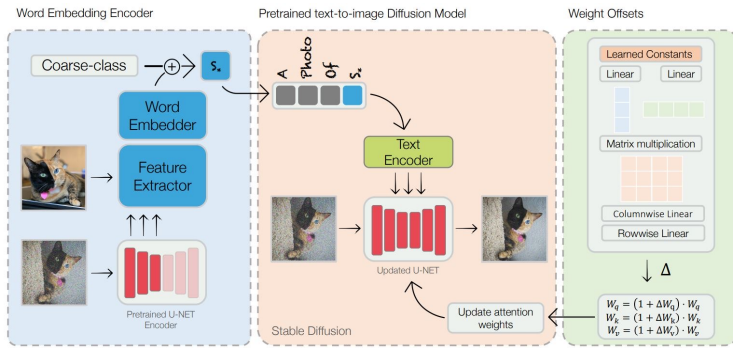 Word Embedding Encoder
Coarse-class
S*
Word
Embedder
Feature
Extractor
Pretrained U-NET
Encoder
Pretrained text-to-image Diffusion Model
A
Photo
Of
S*
Text
Encoder
Updated U-NET
Update attention
weights
Stable Diffusion
Weight Offsets
Learned Constants
Linear
Linear
Matrix multiplication
Columnwise Linear
Rowwise Linear
Δ
W_q = (1 + ΔW_q) · W_q
W_k = (1 + ΔW_k) · W_k
W_v = (1 + ΔW_v) · W_v